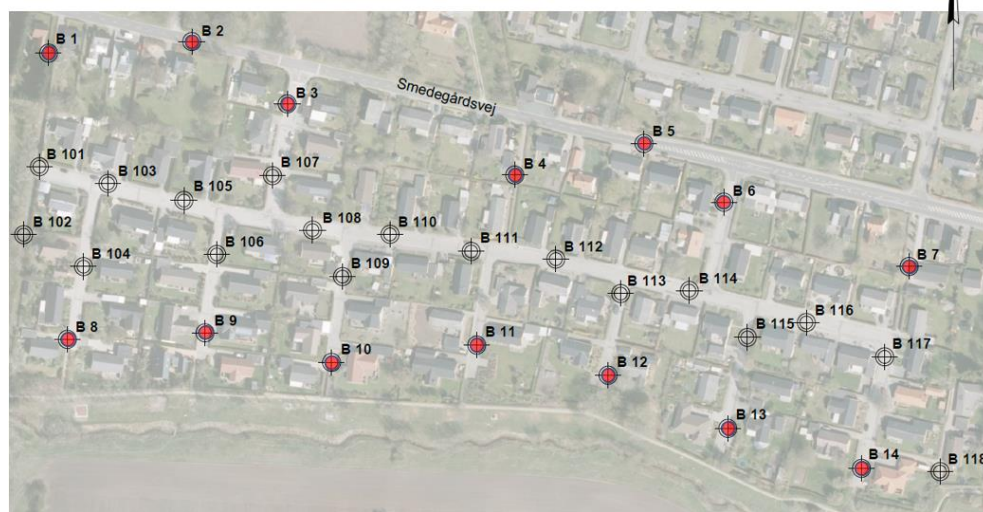 B 1
B 2
B 3
Smedegårdsvej
B 4
B 5
B 6
B 7
B 101
B 103
B 105
B 107
B 102
B 104
B 106
B 108
B 109
B 110
B 111
B 112
B 113
B 114
B 115
B 116
B 117
B 8
B 9
B 10
B 11
B 12
B 13
B 14
B 118